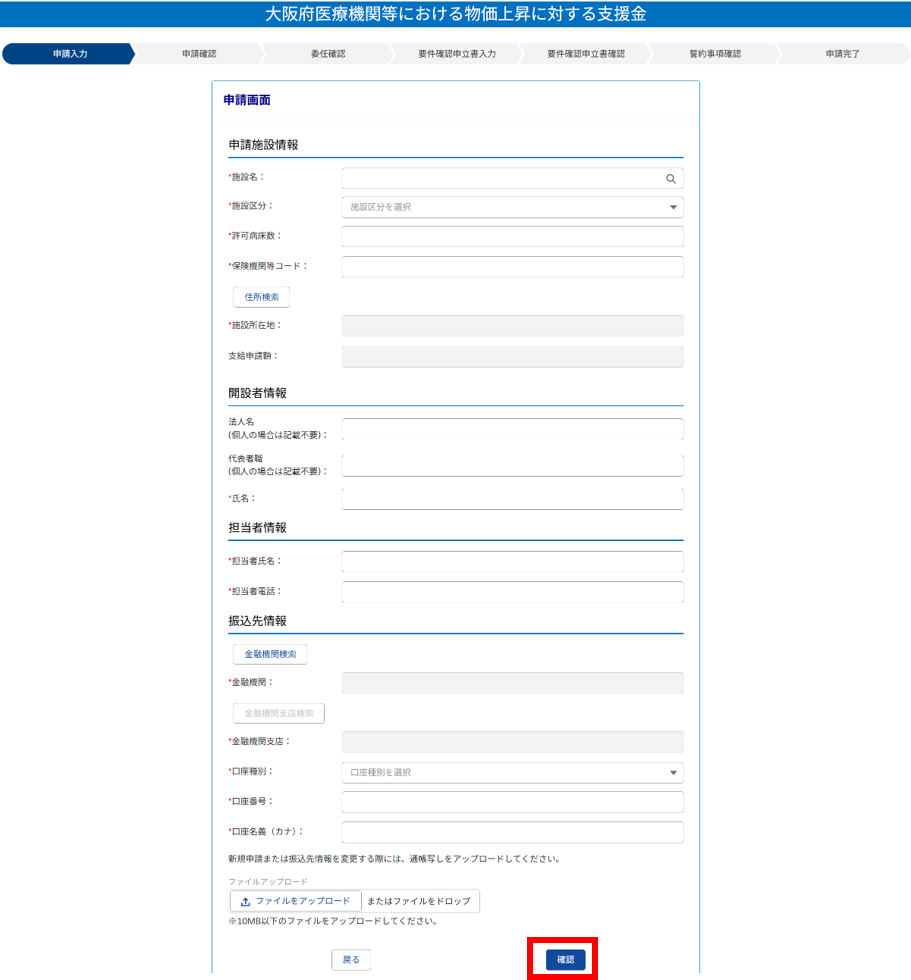 大阪府医療機関等における物価上昇に対する支援金
申請入力 申請確認 委任確認 要件確認申立書入力 要件確認申立書確認 誓約事項確認 申請完了
申請画面
申請施設情報
*施設名：
*施設区分： 施設区分を選択
*許可病床数：
*保険機関等コード：
住所検索
*施設所在地：
支給申請額：
開設者情報
法人名
(個人の場合は記載不要)：
代表者職
(個人の場合は記載不要)：
*氏名：
担当者情報
*担当者氏名：
*担当者電話：
振込先情報
金融機関検索
*金融機関：
金融機関支店検索
*金融機関支店：
*口座種別： 口座種別を選択
*口座番号：
*口座名義（カナ）：
新規申請または振込先情報を変更する際には、通帳写しをアップロードしてください。
ファイルアップロード
ファイルをアップロード またはファイルをドロップ
※10MB以下のファイルをアップロードしてください。
戻る 確認